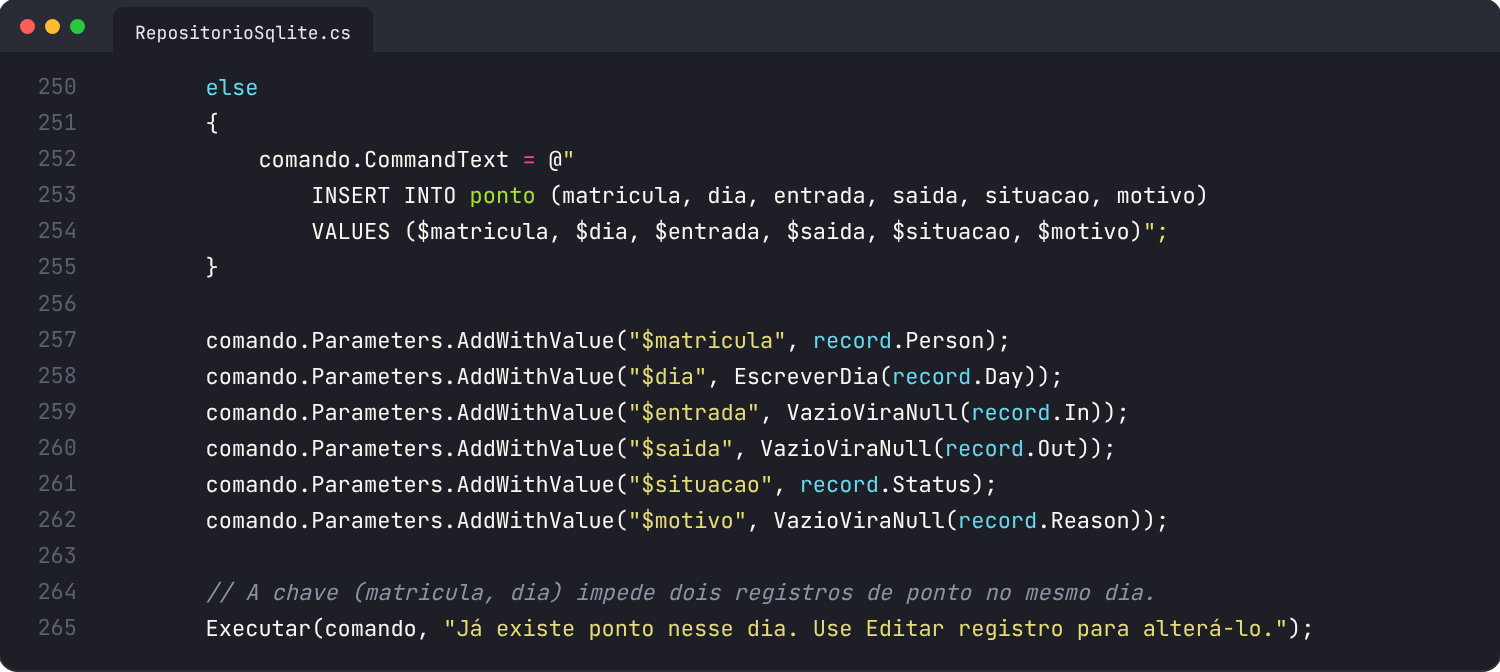 RepositorioSqlite.cs
250 else
251 {
252 comando.CommandText = @"
253 INSERT INTO ponto (matricula, dia, entrada, saida, situacao, motivo)
254 VALUES ($matricula, $dia, $entrada, $saida, $situacao, $motivo)";
255 }
256
257 comando.Parameters.AddWithValue("$matricula", record.Person);
258 comando.Parameters.AddWithValue("$dia", EscreverDia(record.Day));
259 comando.Parameters.AddWithValue("$entrada", VazioViraNull(record.In));
260 comando.Parameters.AddWithValue("$saida", VazioViraNull(record.Out));
261 comando.Parameters.AddWithValue("$situacao", record.Status);
262 comando.Parameters.AddWithValue("$motivo", VazioViraNull(record.Reason));
263
264 // A chave (matricula, dia) impede dois registros de ponto no mesmo dia.
265 Executar(comando, "Já existe ponto nesse dia. Use Editar registro para alterá-lo.");